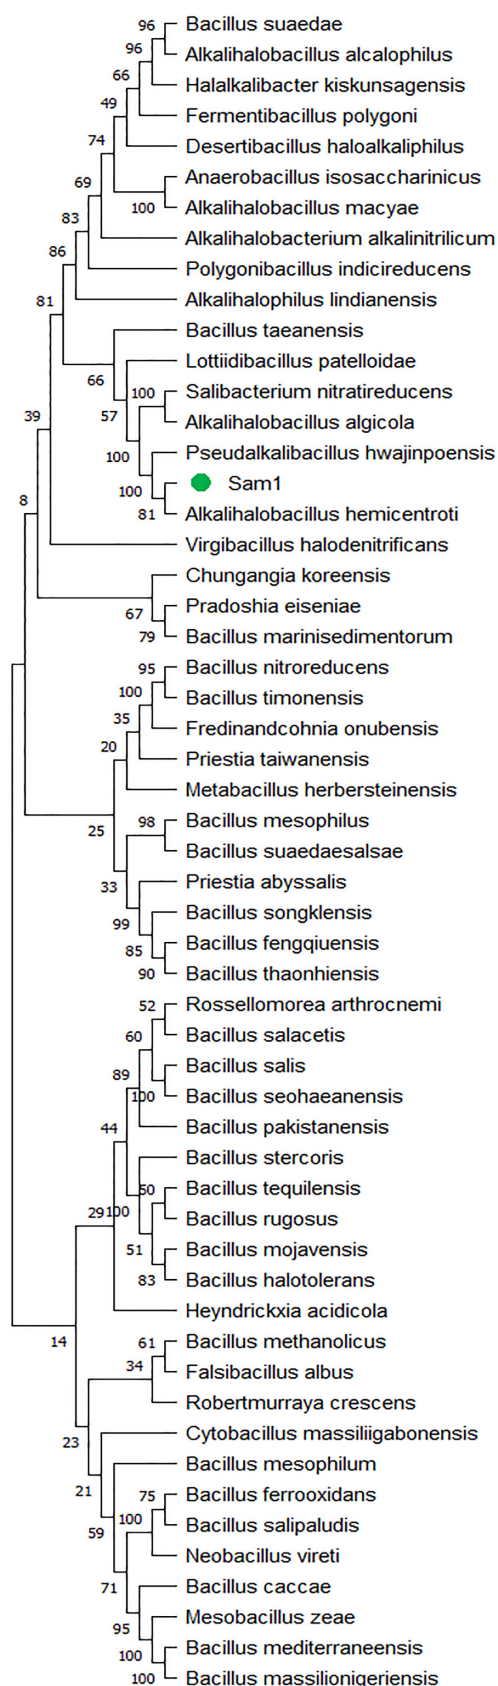 96
Bacillus suaedae
96
Alkalihalobacillus alcalophilus
66
Halalkalibacter kiskunsagensis
49
Fermentibacillus polygoni
74
Desertibacillus haloalkaliphilus
69
Anaerobacillus isosaccharinicus
100
Alkalihalobacillus macyae
83
Alkalihalobacterium alkalinitrilicum
86
Polygonibacillus indicireducens
81
Alkalihalophilus lindianensis
Bacillus taeanensis
66
Lottiidibacillus patelloidae
100
Salibacterium nitratireducens
39
57
Alkalihalobacillus algicola
100
Pseudalkalibacillus hwajinpoensis
8
100
Sam1
81
Alkalihalobacillus hemicentroti
Virgibacillus halodenitrificans
Chungangia koreensis
67
Pradoshia eiseniae
79
Bacillus marinisedimentorum
95
Bacillus nitroreducens
100
Bacillus timonensis
35
Fredinandcohnia onubensis
20
Priestia taiwanensis
Metabacillus herbersteinensis
25
98
Bacillus mesophilus
Bacillus suaedaesalsae
33
Priestia abyssalis
99
Bacillus songklensis
85
Bacillus fengqiuensis
90
Bacillus thaonhiensis
52
Rossellomorea arthrocnemi
60
Bacillus salacetis
89
Bacillus salis
100
Bacillus seohaeanensis
44
Bacillus pakistanensis
Bacillus stercoris
50
Bacillus tequilensis
29
100
Bacillus rugosus
51
Bacillus mojavensis
83
Bacillus halotolerans
Heyndrickxia acidicola
14
61
Bacillus methanolicus
34
Falsibacillus albus
Robertmurraya crescens
23
Cytobacillus massiliigabonensis
21
Bacillus mesophilum
75
Bacillus ferrooxidans
59
100
Bacillus salipaludis
Neobacillus vireti
71
Bacillus caccae
95
Mesobacillus zeae
100
Bacillus mediterraneensis
100
Bacillus massilionigeriensis